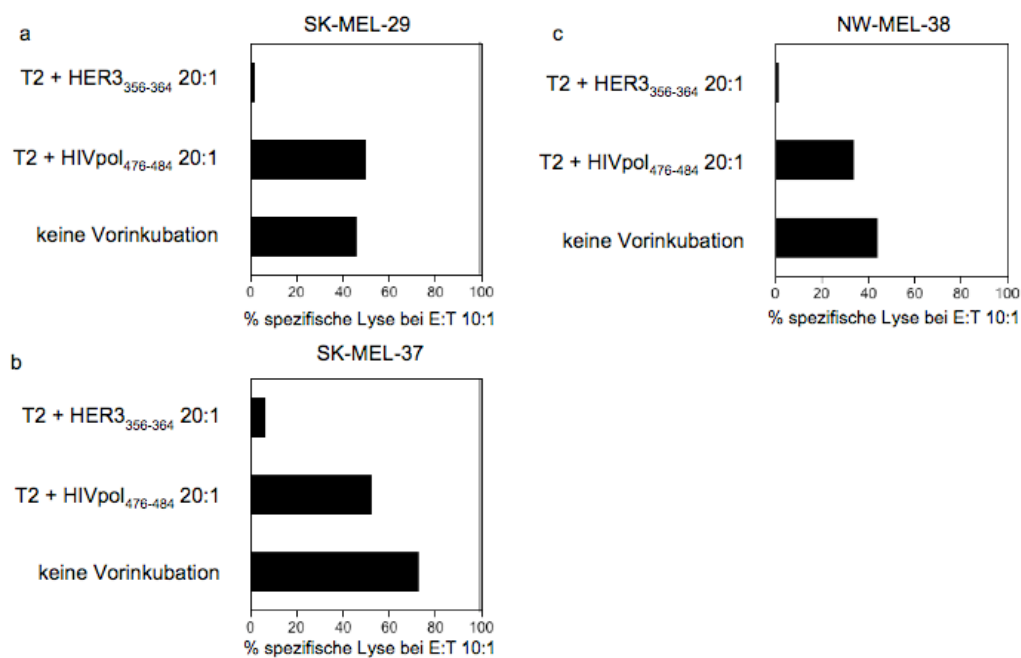 a
SK-MEL-29
T2 + HER3356-364 20:1
T2 + HIVpol476-484 20:1
keine Vorinkubation
0 20 40 60 80 100
% spezifische Lyse bei E:T 10:1
c
NW-MEL-38
T2 + HER3356-364 20:1
T2 + HIVpol476-484 20:1
keine Vorinkubation
0 20 40 60 80 100
% spezifische Lyse bei E:T 10:1
b
SK-MEL-37
T2 + HER3356-364 20:1
T2 + HIVpol476-484 20:1
keine Vorinkubation
0 20 40 60 80 100
% spezifische Lyse bei E:T 10:1